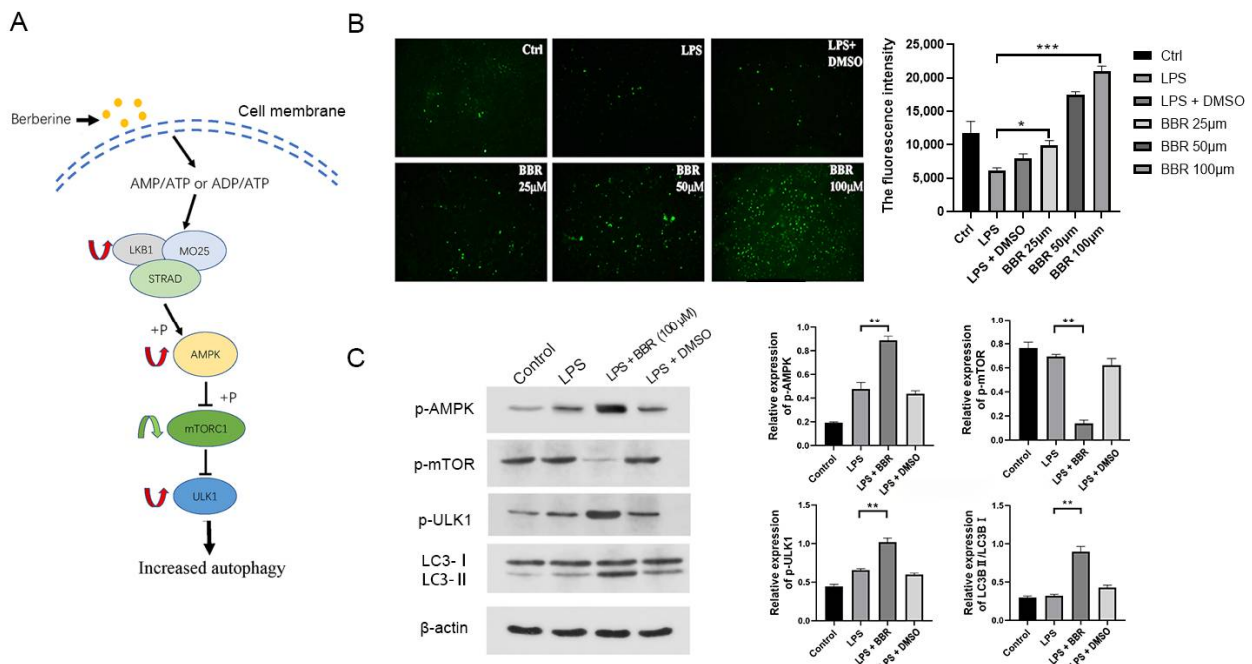 A
Berberine
Cell membrane
AMP/ATP or ADP/ATP
LKB1
MO25
STRAD
+P
AMPK
+P
mTORC1
ULK1
Increased autophagy
B
Ctrl
LPS
LPS+
DMSO
BBR
25μM
BBR
50μM
BBR
100μM
The fluorescence intensity
25,000
20,000
15,000
10,000
5,000
0
***
*
Ctrl
LPS
LPS + DMSO
BBR 25μm
BBR 50μm
BBR 100μm
Ctrl
LPS
LPS + DMSO
BBR 25μm
BBR 50μm
BBR 100μm
C
Control
LPS
LPS + BBR (100 μM)
LPS + DMSO
p-AMPK
p-mTOR
p-ULK1
LC3- Ⅰ
LC3- Ⅱ
β-actin
Relative expression
of p-AMPK
1.0
0.8
0.6
0.4
0.2
0.0
**
Control
LPS
LPS + BBR
LPS + DMSO
Relative expression
of p-mTOR
1.0
0.8
0.6
0.4
0.2
0.0
**
Control
LPS
LPS + BBR
LPS + DMSO
Relative expression
of p-ULK1
1.5
1.0
0.5
0.0
**
Control
LPS
LPS + BBR
LPS + DMSO
Relative expression
of LC3B Ⅱ/LC3B Ⅰ
1.5
1.0
0.5
0.0
**
Control
LPS
LPS + BBR
LPS + DMSO